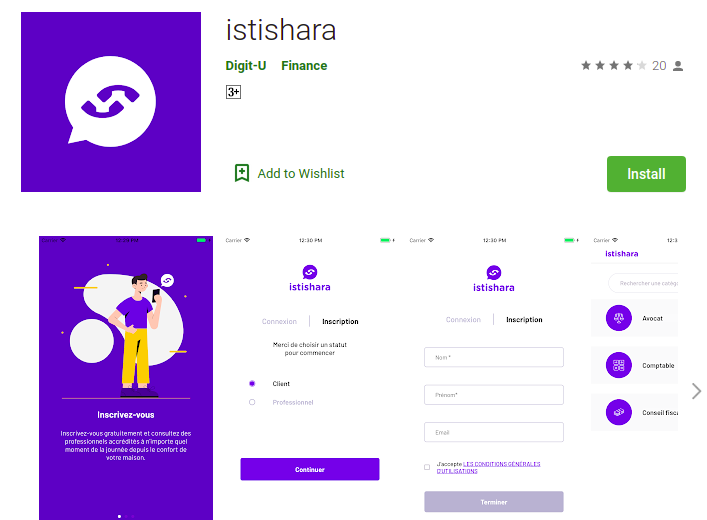 istishara
Digit-U Finance
20
3+
Add to Wishlist
Install
Inscrivez-vous
Inscrivez-vous gratuitement et consultez des
professionnels accrédités à n'importe quel
moment de la journée depuis le confort de
votre maison.
Carrier 12:30 PM
istishara
Connexion Inscription
Merci de choisir un statut
pour commencer
Client
Professionnel
Continuer
Carrier 12:30 PM
istishara
Connexion Inscription
Nom*
Prénom*
Email
J'accepte LES CONDITIONS GÉNÉRALES
D'UTILISATIONS
Terminer
Carrier 12:3
istishara
Rechercher une catég
Avocat
Comptable
Conseil fisca